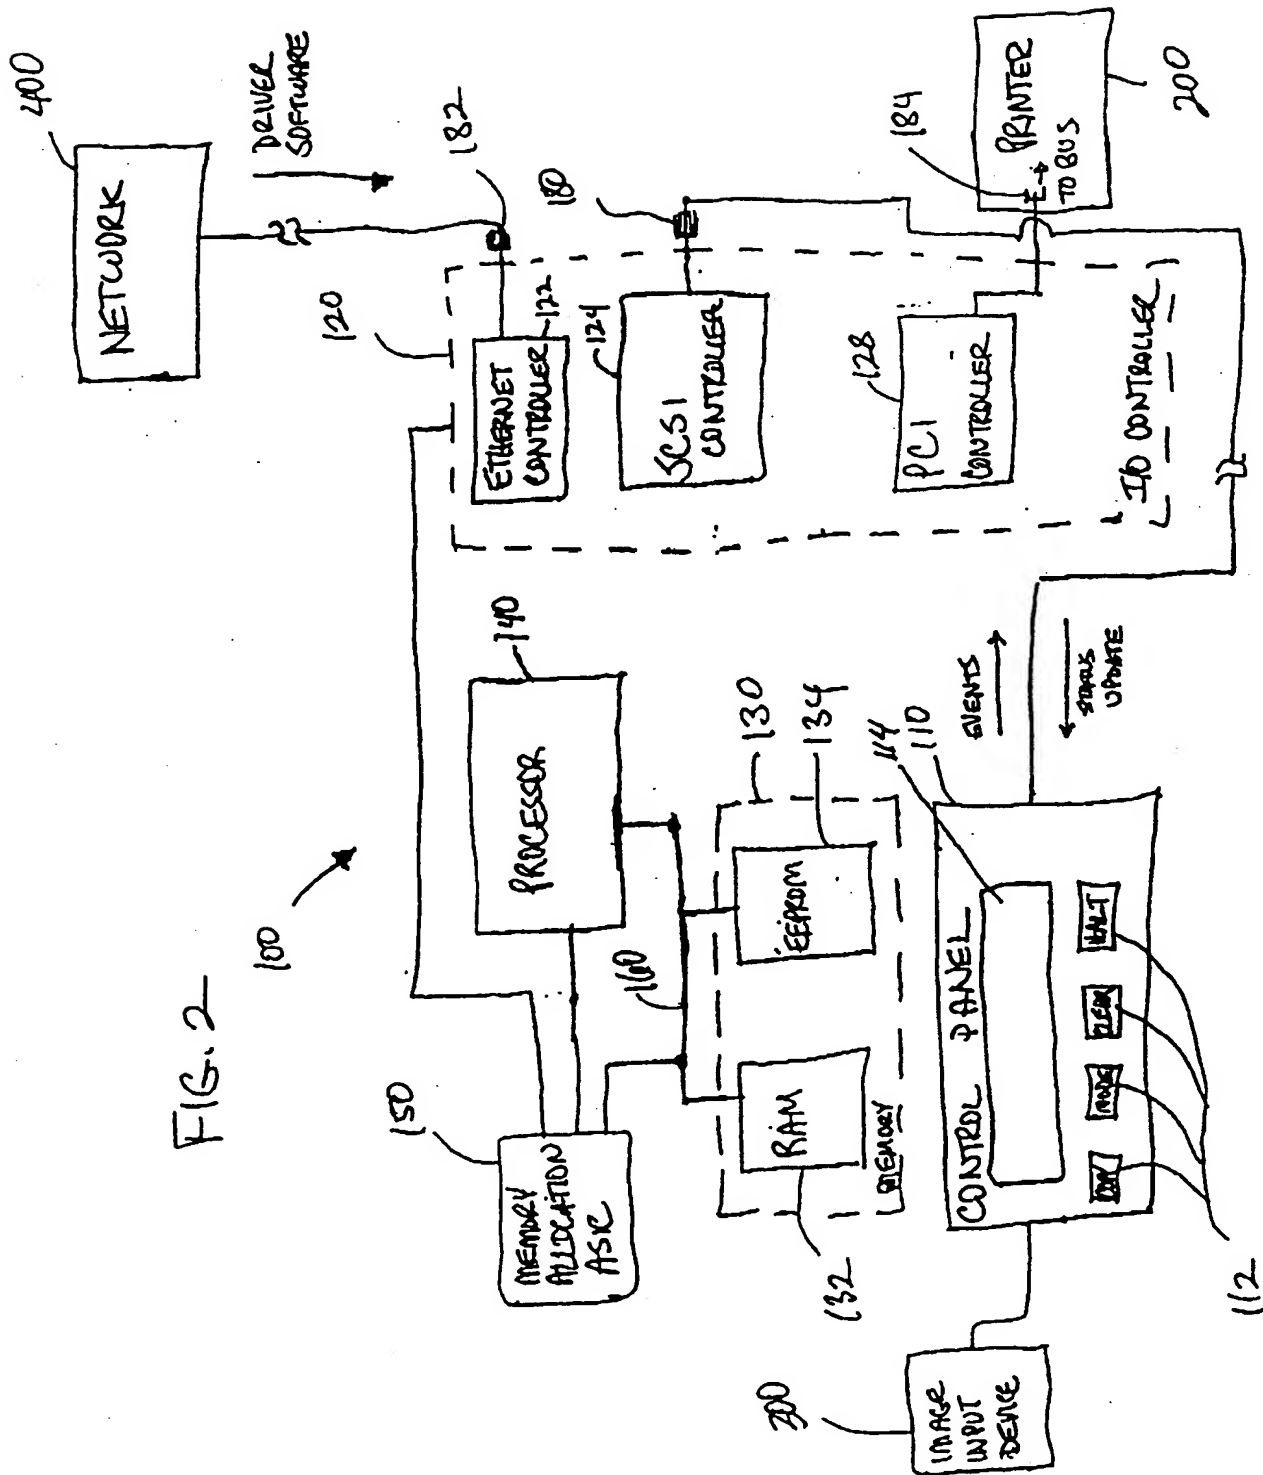 FIG. 2
100
150
MEMORY
ALLOCATION
ASIC
PROCESSOR
140
160
RAM
EEPROM
MEMORY
132
130
134
NETWORK
400
DRIVER
SOFTWARE
182
120
ETHERNET
CONTROLLER
122
180
124
SCSI
CONTROLLER
128
PCI
CONTROLLER
I/O CONTROLLER
184
PRINTER
TO BUS
200
EVENTS
STATUS
UPDATE
114
110
CONTROL PANEL
COPY
MODE
CLEAR
HALT
112
300
IMAGE
INPUT
DEVICE